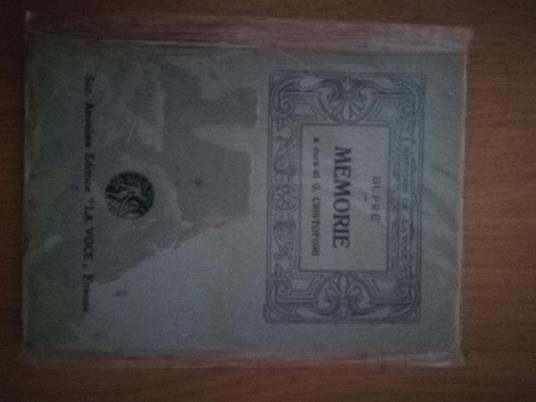 DUPRÈ
MEMORIE
a cura di G. CRISTOFORI
Soc. Anonima Editrice "LA VOCE„ Firenze